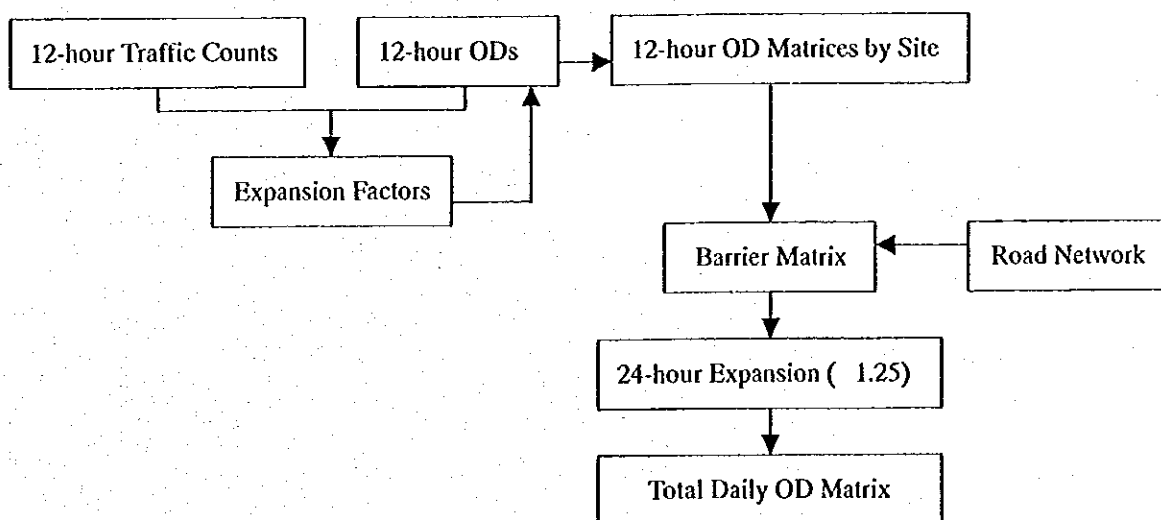 12-hour Traffic Counts
12-hour ODs
12-hour OD Matrices by Site
Expansion Factors
Barrier Matrix
Road Network
24-hour Expansion ( 1.25)
Total Daily OD Matrix